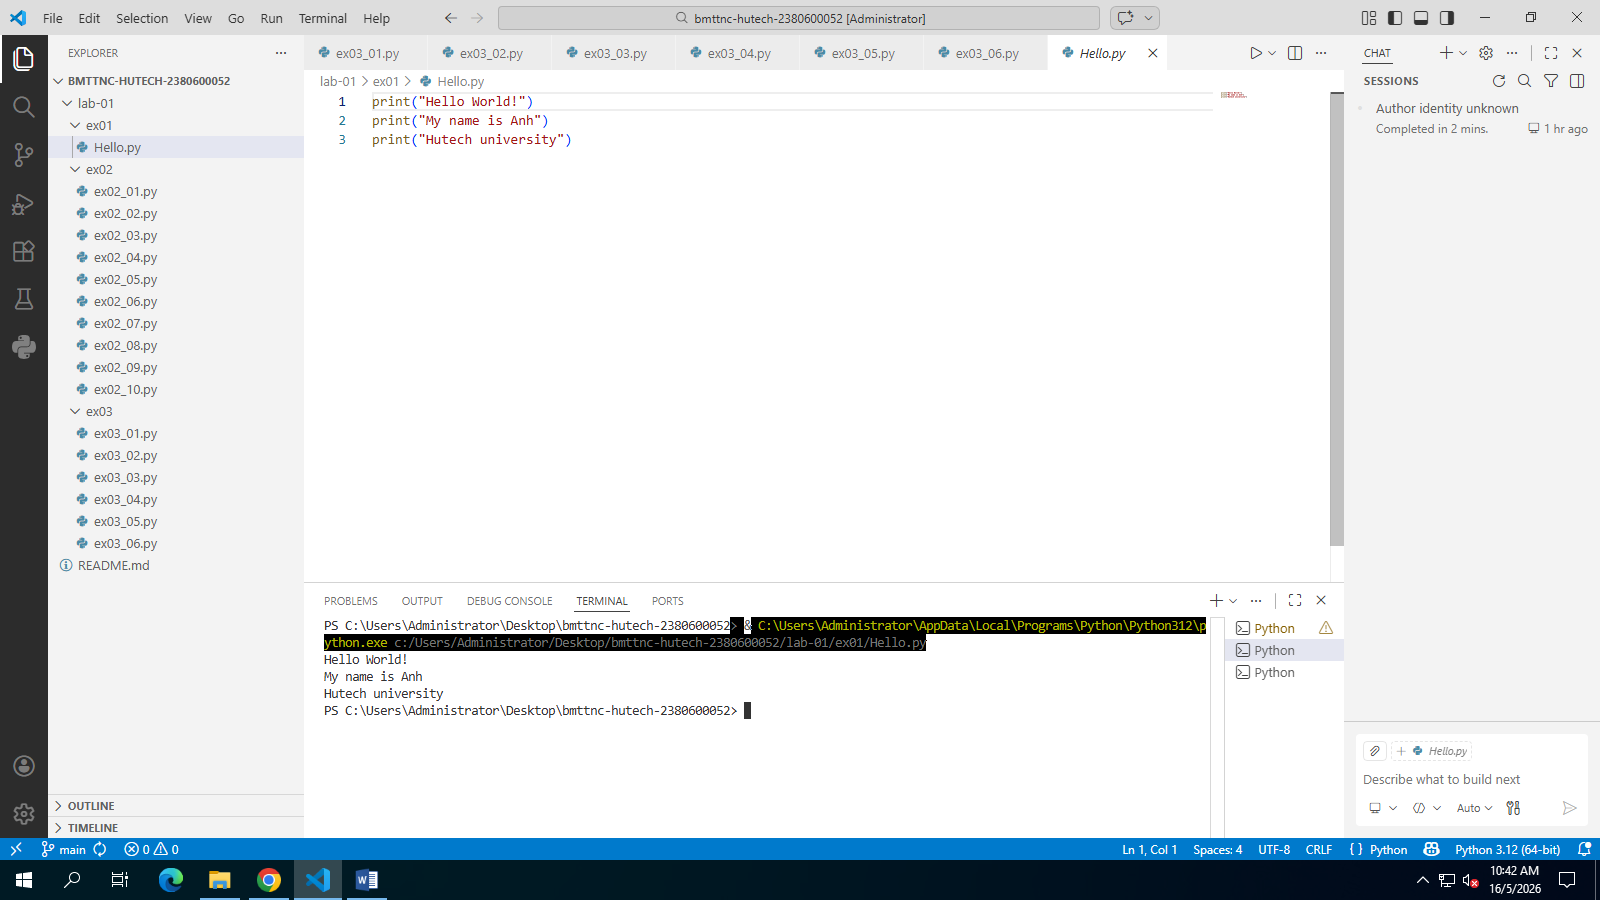 File Edit Selection View Go Run Terminal Help
bmttnc-hutech-2380600052 [Administrator]
EXPLORER
BMTTNC-HUTECH-2380600052
lab-01
ex01
Hello.py
ex02
ex02_01.py
ex02_02.py
ex02_03.py
ex02_04.py
ex02_05.py
ex02_06.py
ex02_07.py
ex02_08.py
ex02_09.py
ex02_10.py
ex03
ex03_01.py
ex03_02.py
ex03_03.py
ex03_04.py
ex03_05.py
ex03_06.py
README.md
OUTLINE
TIMELINE
ex03_01.py ex03_02.py ex03_03.py ex03_04.py ex03_05.py ex03_06.py Hello.py
lab-01 > ex01 > Hello.py
1 print("Hello World!")
2 print("My name is Anh")
3 print("Hutech university")
PROBLEMS OUTPUT DEBUG CONSOLE TERMINAL PORTS
PS C:\Users\Administrator\Desktop\bmttnc-hutech-2380600052> & C:\Users\Administrator\AppData\Local\Programs\Python\Python312\p
ython.exe c:/Users/Administrator/Desktop/bmttnc-hutech-2380600052/lab-01/ex01/Hello.py
Hello World!
My name is Anh
Hutech university
PS C:\Users\Administrator\Desktop\bmttnc-hutech-2380600052>
Python
Python
Python
CHAT
SESSIONS
Author identity unknown
Completed in 2 mins. 1 hr ago
Hello.py
Describe what to build next
Auto
main 0 0 Ln 1, Col 1 Spaces: 4 UTF-8 CRLF { } Python Python 3.12 (64-bit)
10:42 AM
16/5/2026